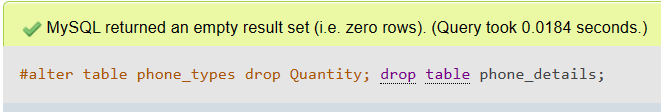 MySQL returned an empty result set (i.e. zero rows). (Query took 0.0184 seconds.)
#alter table phone_types drop Quantity; drop table phone_details;